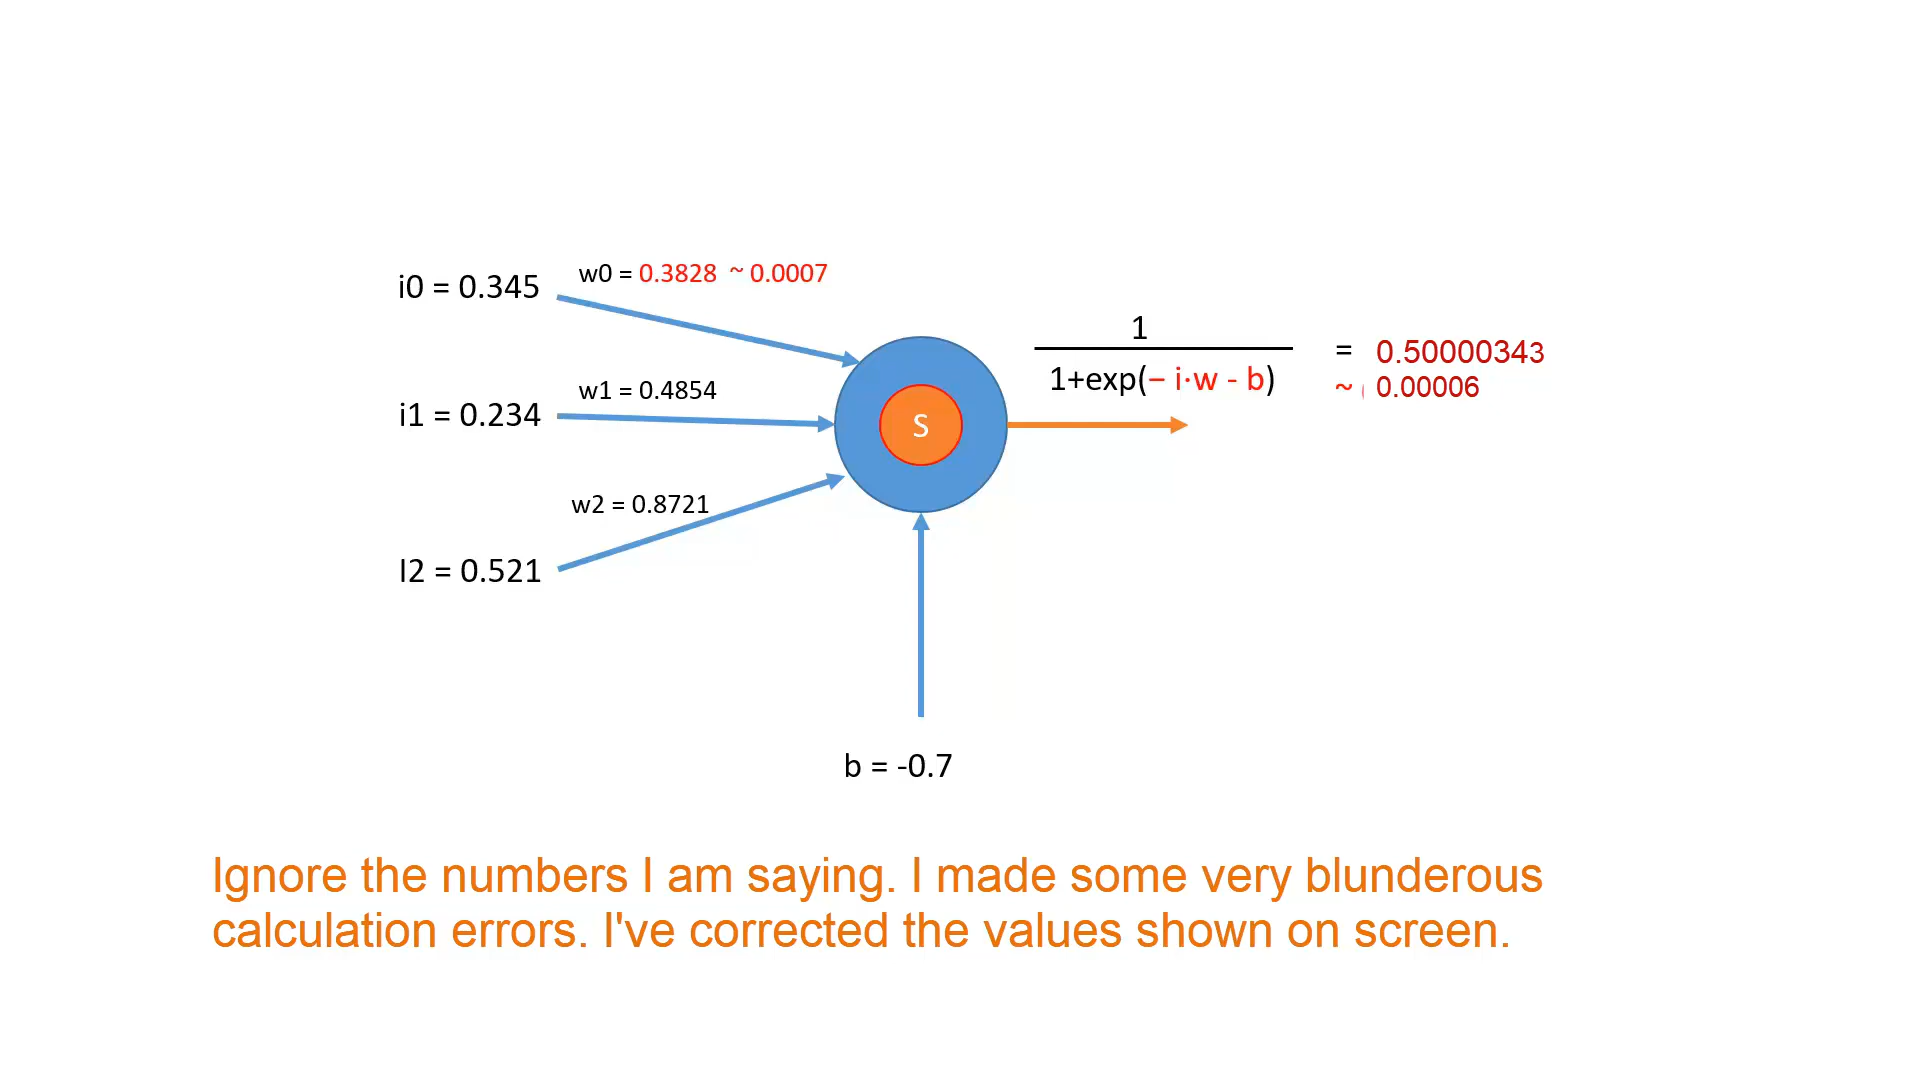 i0 = 0.345
w0 = 0.3828 ~ 0.0007
i1 = 0.234
w1 = 0.4854
I2 = 0.521
w2 = 0.8721
S
1
1+exp(– i·w - b)
= 0.50000343
~ 0.00006
b = -0.7
Ignore the numbers I am saying. I made some very blunderous
calculation errors. I've corrected the values shown on screen.